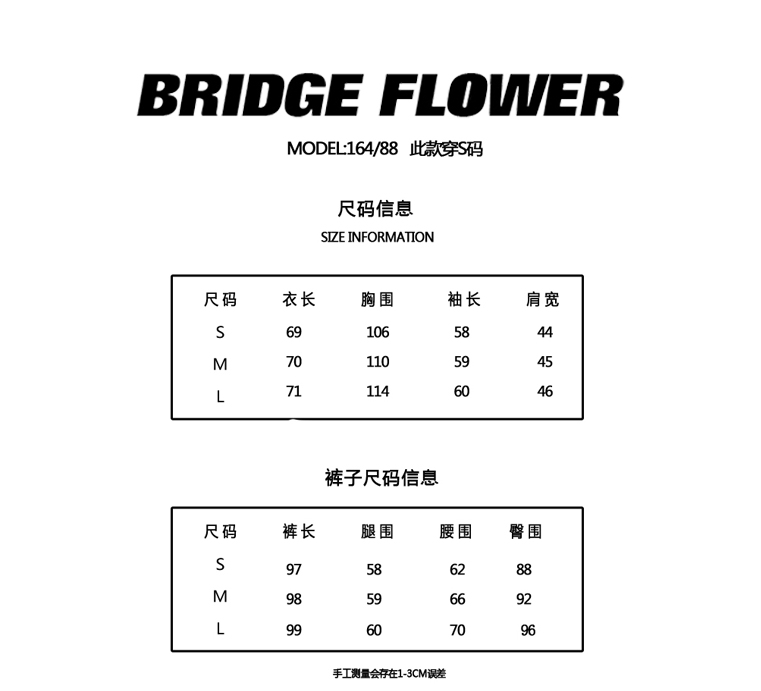 BRIDGE FLOWER
MODEL:164/88 此款穿S码
尺码信息
SIZE INFORMATION
尺码 衣长 胸围 袖长 肩宽
S 69 106 58 44
M 70 110 59 45
L 71 114 60 46
裤子尺码信息
尺码 裤长 腿围 腰围 臀围
S 97 58 62 88
M 98 59 66 92
L 99 60 70 96
手工测量会存在1-3CM误差